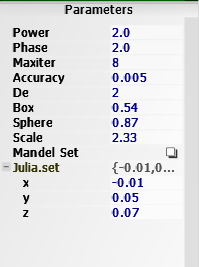 Parameters
Power 2.0
Phase 2.0
Maxiter 8
Accuracy 0.005
De 2
Box 0.54
Sphere 0.87
Scale 2.33
Mandel Set
Julia.set {-0.01,0...
x -0.01
y 0.05
z 0.07